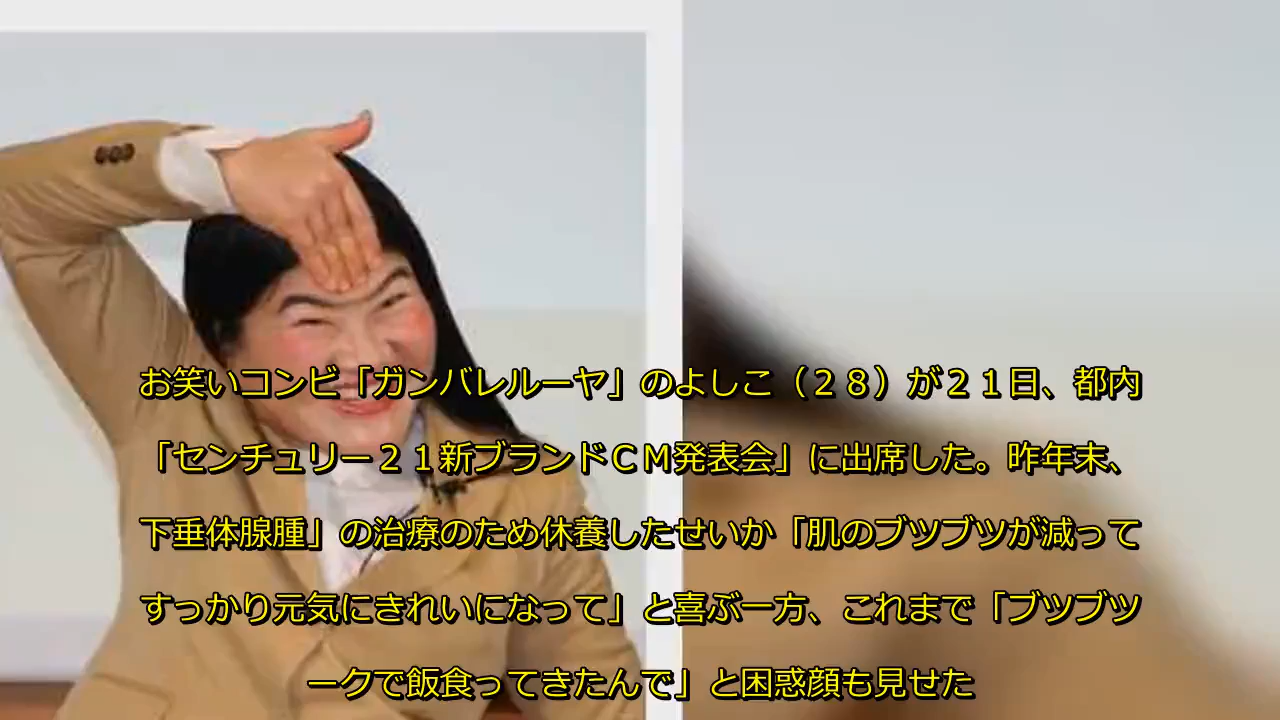 お笑いコンビ「ガンバレルーヤ」のよしこ（２８）が２１日、都内
「センチュリー２１新ブランドＣＭ発表会」に出席した。昨年末、
下垂体腺腫」の治療のため休養したせいか「肌のブツブツが減って
すっかり元気にきれいになって」と喜ぶ一方、これまで「ブツブツ
ークで飯食ってきたんで」と困惑顔も見せた